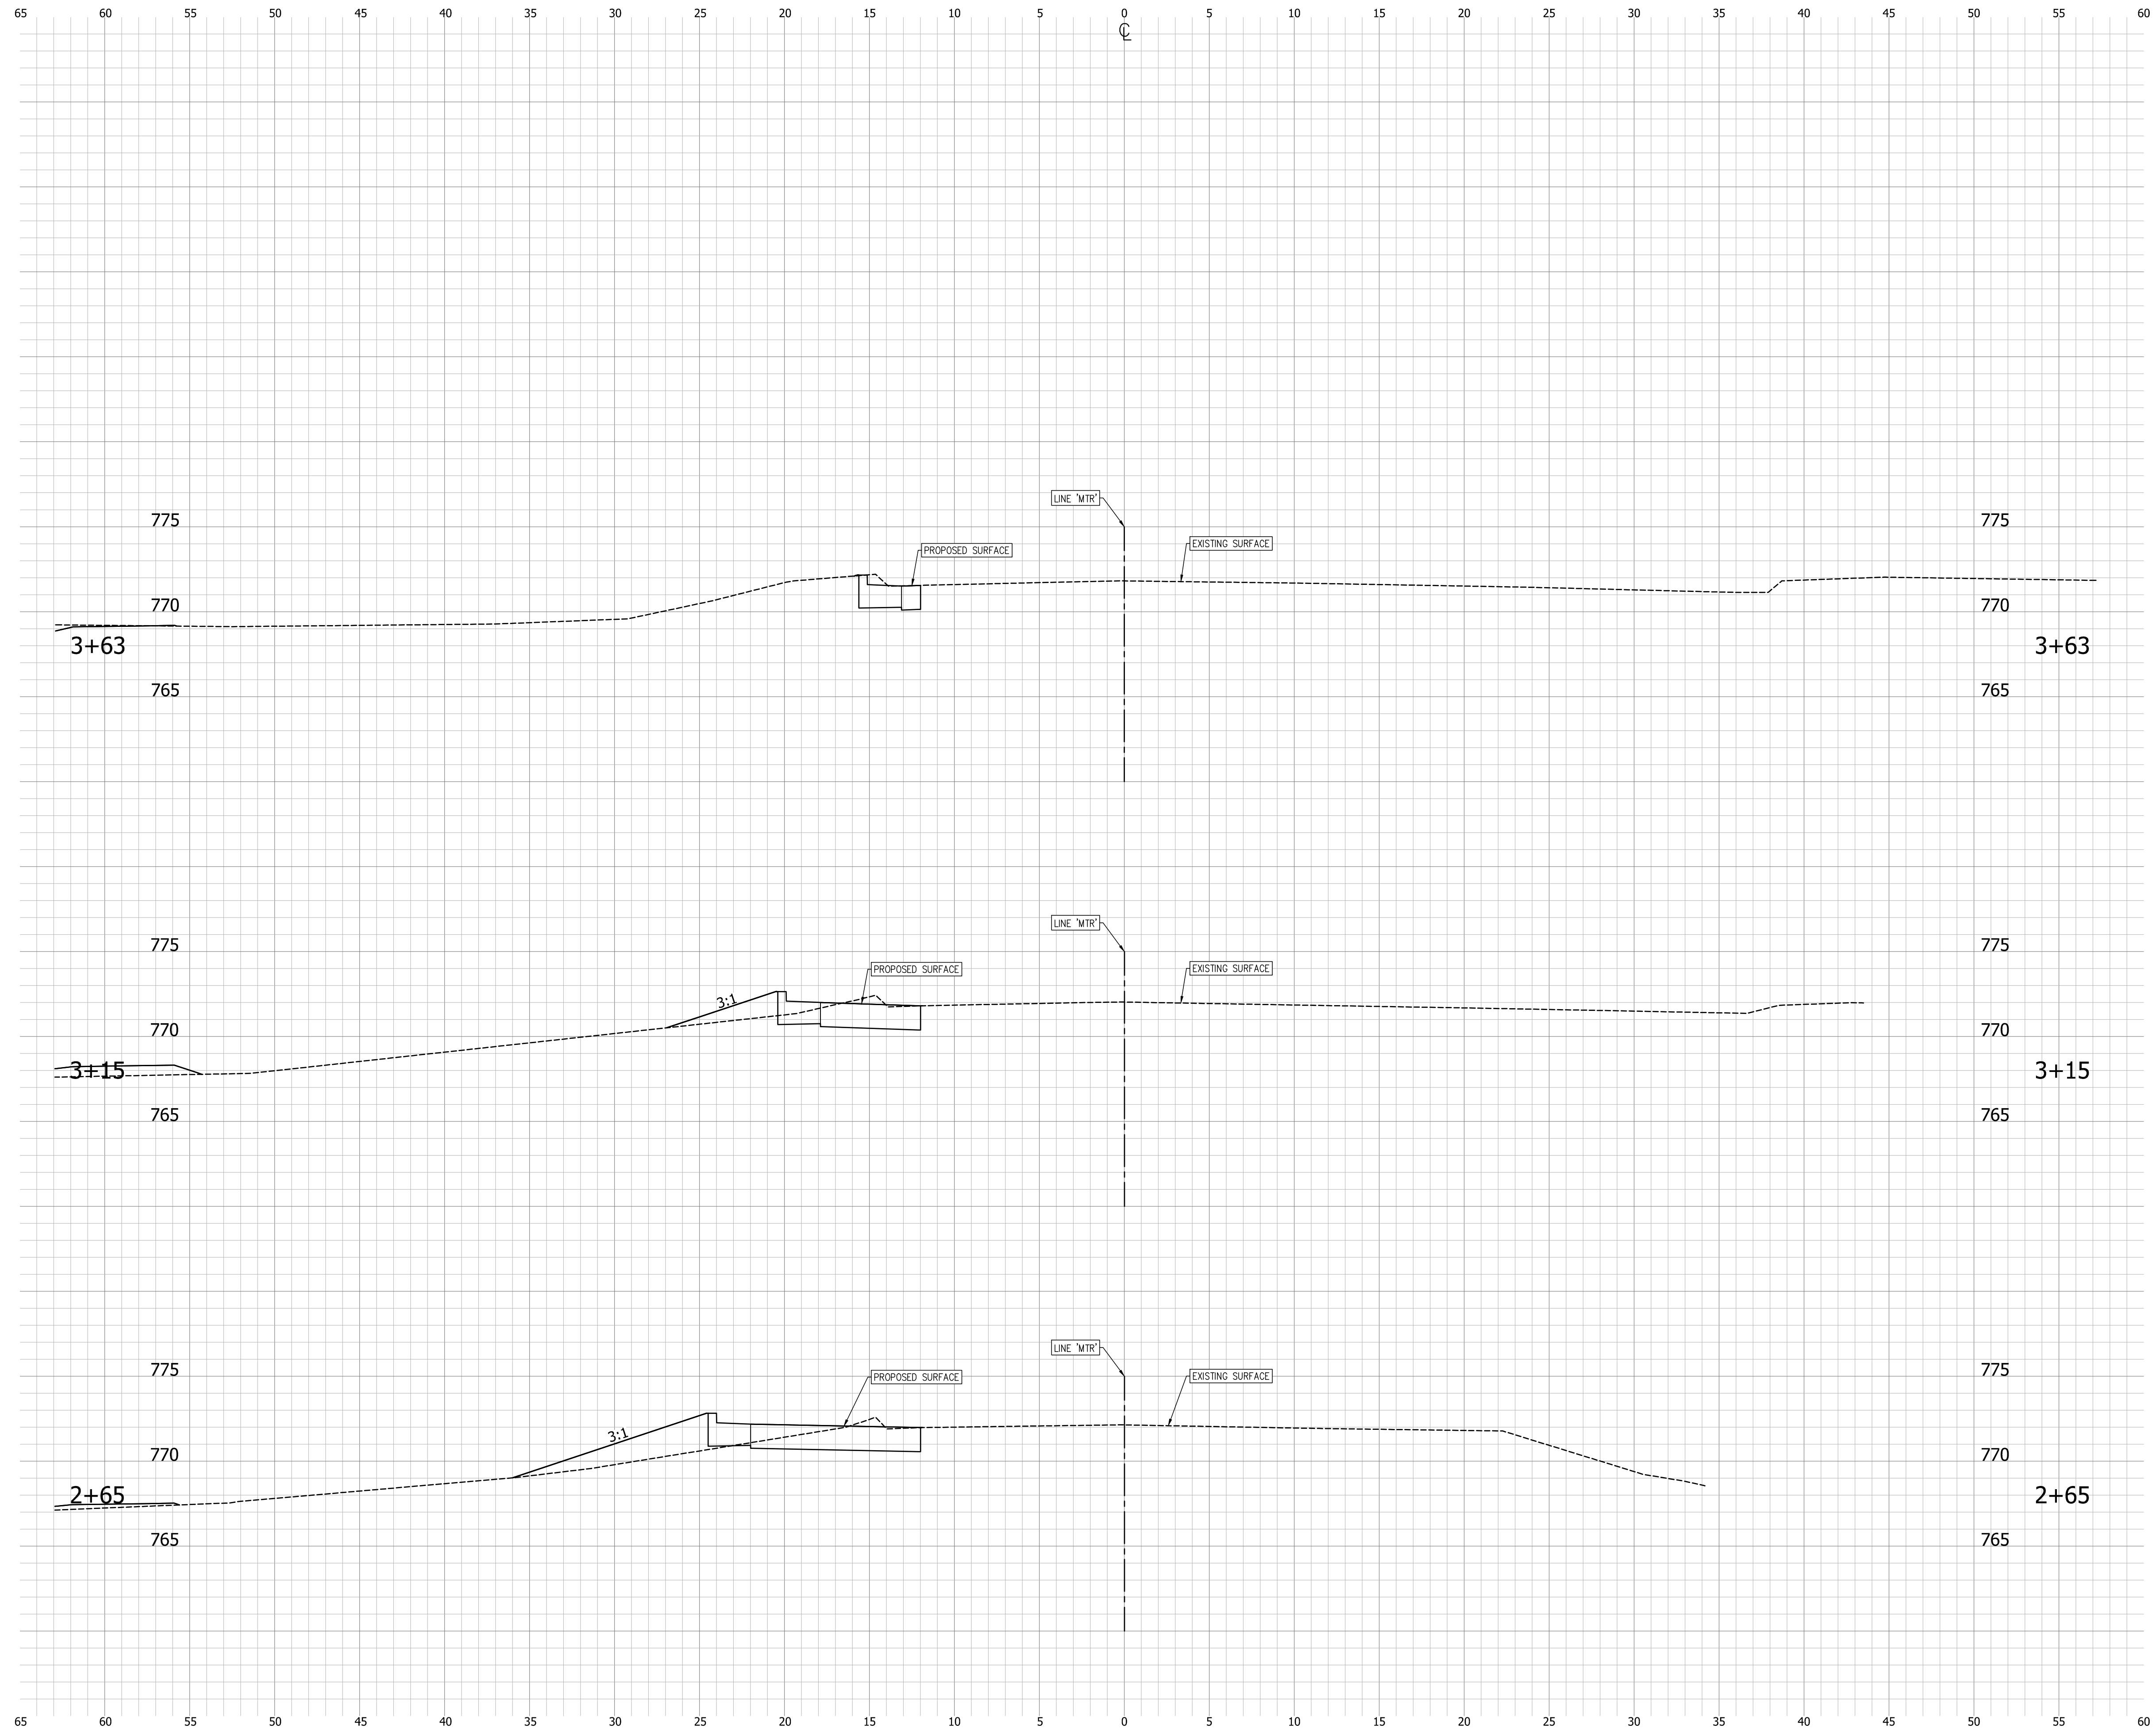 65 60 55 50 45 40 35 30 25 20 15 10 5 0 5 10 15 20 25 30 35 40 45 50 55 60
℄
LINE 'MTR'
775 775
EXISTING SURFACE
PROPOSED SURFACE
770 770
3+63 3+63
765 765
LINE 'MTR'
775 775
EXISTING SURFACE
PROPOSED SURFACE
3:1
770 770
3+15 3+15
765 765
LINE 'MTR'
775 775
PROPOSED SURFACE
EXISTING SURFACE
3:1
770 770
2+65 2+65
765 765
65 60 55 50 45 40 35 30 25 20 15 10 5 0 5 10 15 20 25 30 35 40 45 50 55 60